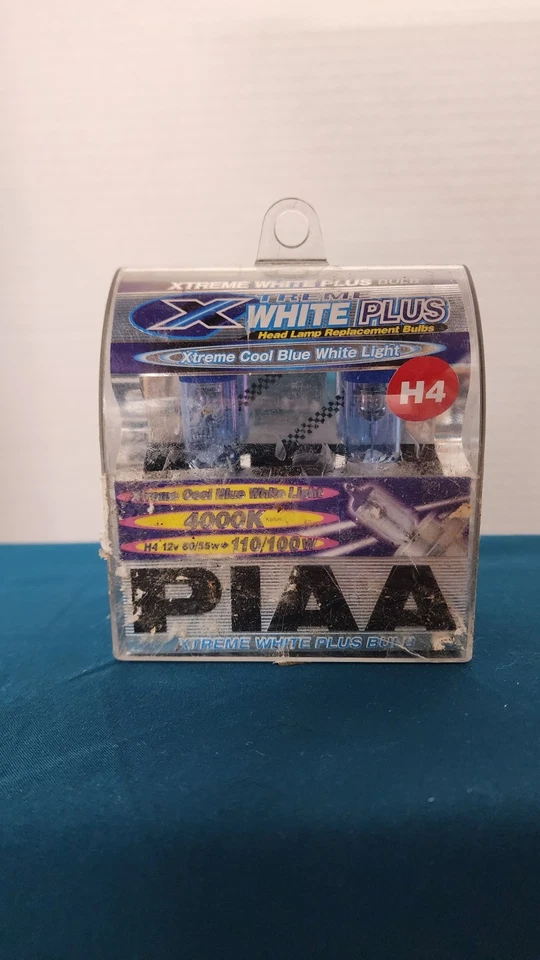 XTREME WHITE PLUS BULB
XTREME
WHITE PLUS
Head Lamp Replacement Bulbs
Xtreme Cool Blue White Light
H4
Xtreme Cool Blue White Light
4000K
H4 12v 60/55w➔110/100w
PIAA
XTREME WHITE PLUS BULB